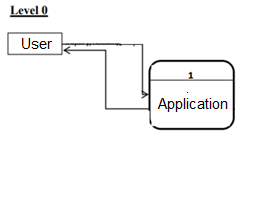 Level 0
User
1
Application